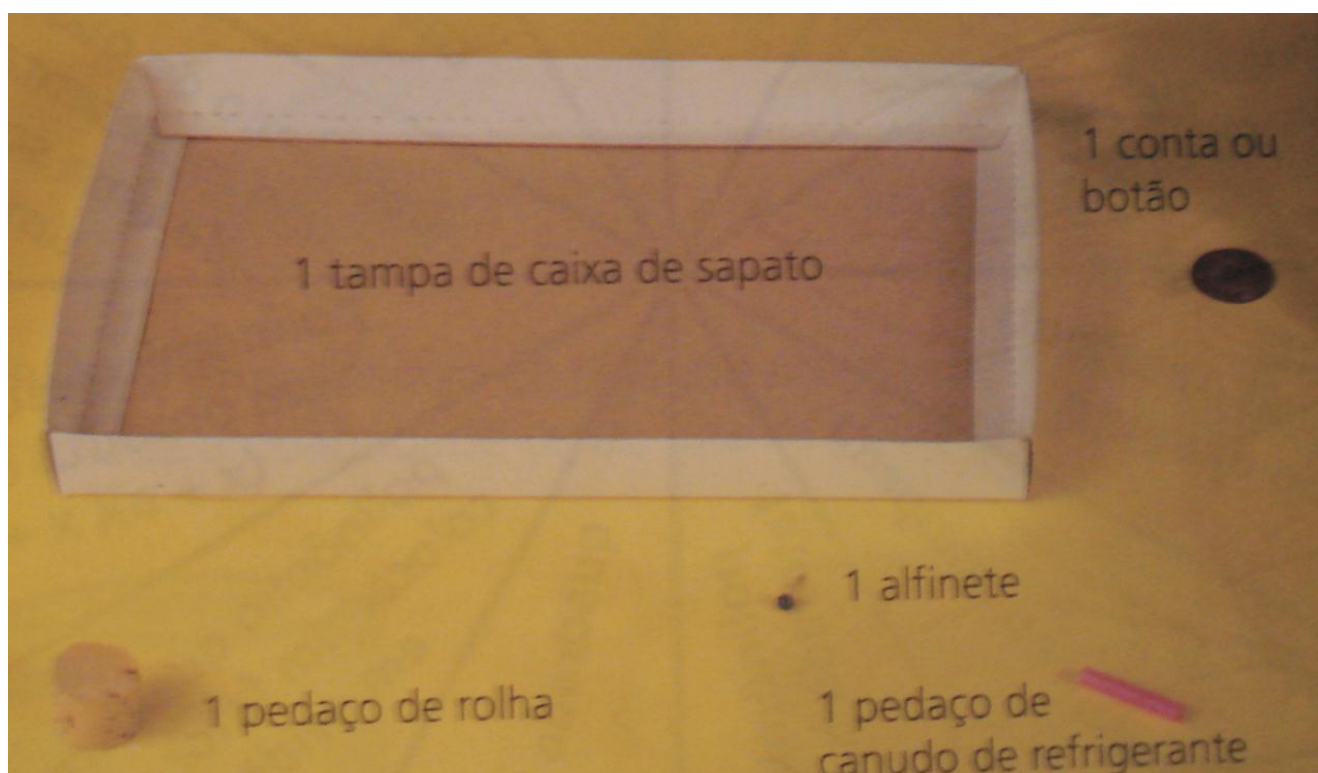 1 conta ou
botão
1 tampa de caixa de sapato
1 alfinete
1 pedaço de rolha
1 pedaço de
canudo de refrigerante